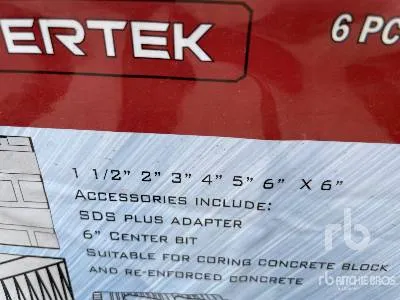 ERTEK
6 PC
1 1/2" 2" 3" 4" 5" 6" X 6"
ACCESSORIES INCLUDE:
SDS PLUS ADAPTER
6" CENTER BIT
SUITABLE FOR CORING CONCRETE BLOCK
AND RE-ENFORCED CONCRETE
rb
RITCHIE BROS